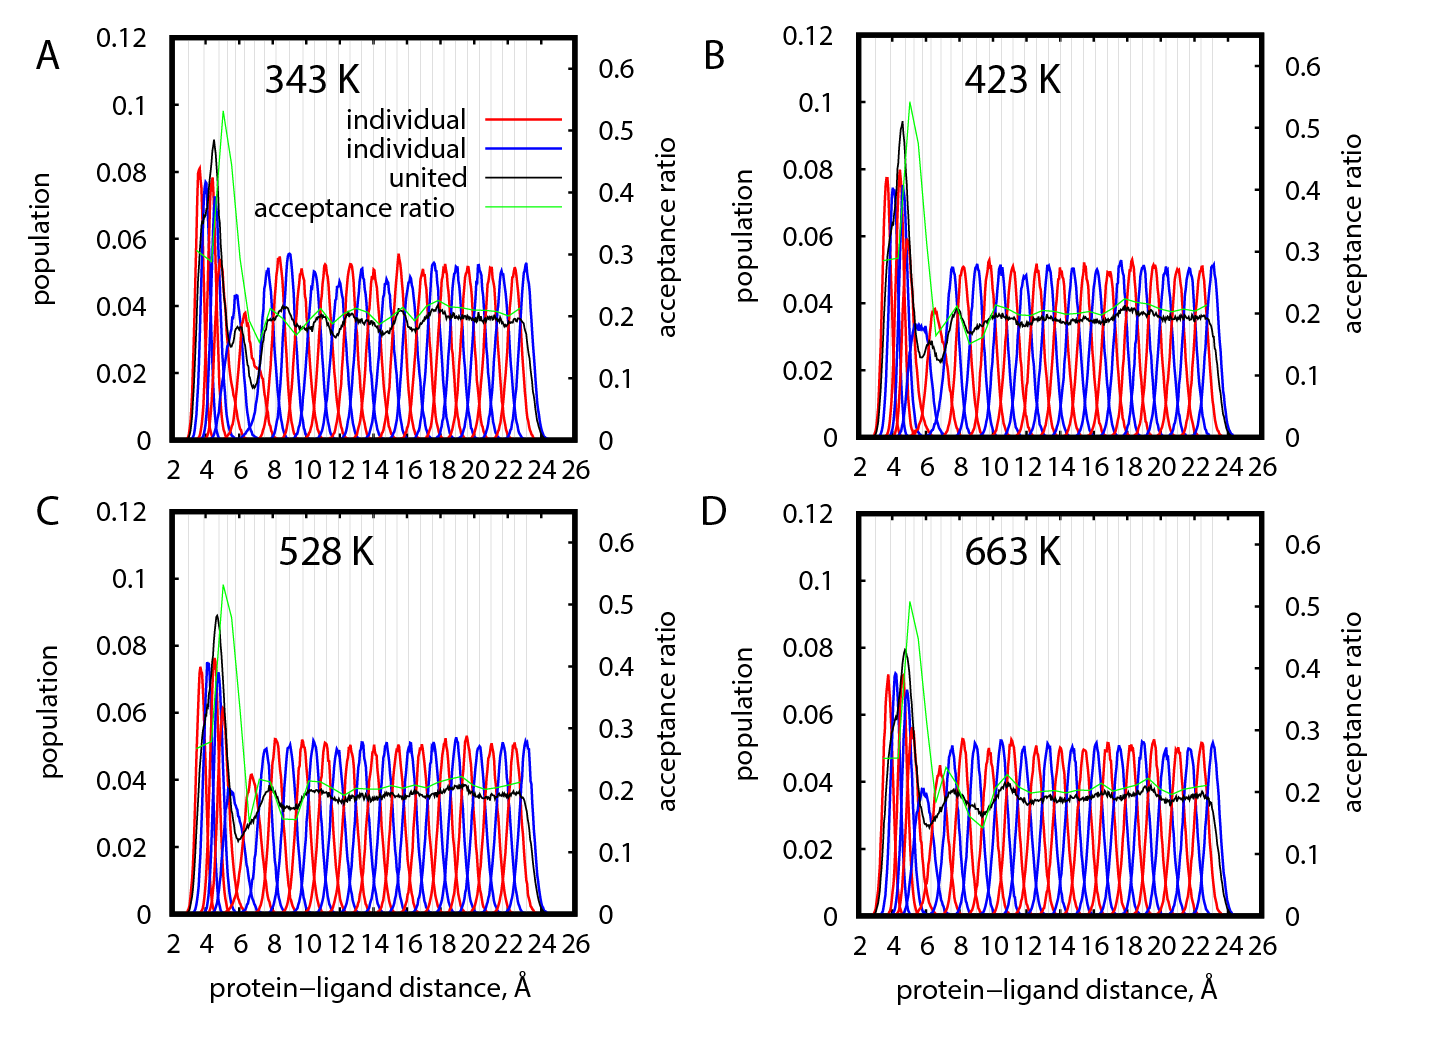 A
343 K
individual
individual
united
acceptance ratio
population
acceptance ratio
0.12
0.1
0.08
0.06
0.04
0.02
0
0.6
0.5
0.4
0.3
0.2
0.1
0
2 4 6 8 10 12 14 16 18 20 22 24 26
B
423 K
population
acceptance ratio
0.12
0.1
0.08
0.06
0.04
0.02
0
0.6
0.5
0.4
0.3
0.2
0.1
0
2 4 6 8 10 12 14 16 18 20 22 24 26
C
528 K
population
acceptance ratio
0.12
0.1
0.08
0.06
0.04
0.02
0
0.6
0.5
0.4
0.3
0.2
0.1
0
2 4 6 8 10 12 14 16 18 20 22 24 26
protein−ligand distance, Å
D
663 K
population
acceptance ratio
0.12
0.1
0.08
0.06
0.04
0.02
0
0.6
0.5
0.4
0.3
0.2
0.1
0
2 4 6 8 10 12 14 16 18 20 22 24 26
protein−ligand distance, Å